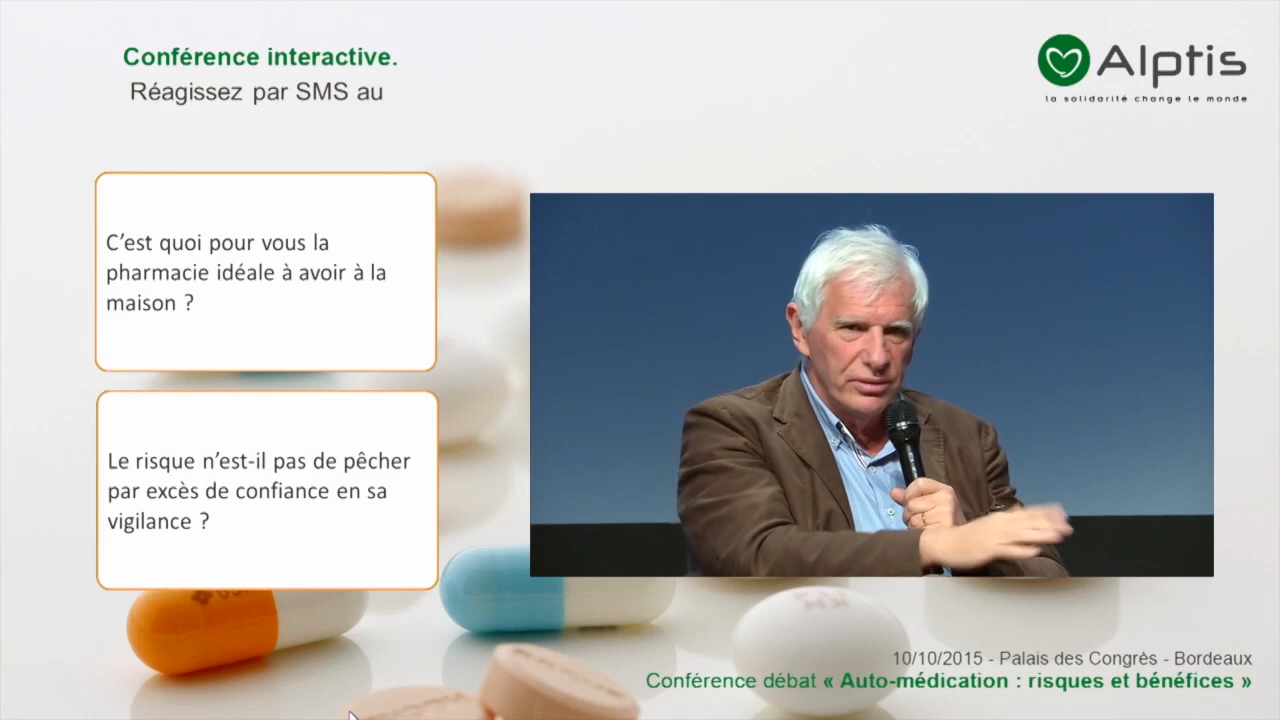 Conférence interactive.
Réagissez par SMS au
Alptis
la solidarité change le monde
C’est quoi pour vous la
pharmacie idéale à avoir à la
maison ?
Le risque n’est-il pas de pêcher
par excès de confiance en sa
vigilance ?
10/10/2015 - Palais des Congrès - Bordeaux
Conférence débat « Auto-médication : risques et bénéfices »